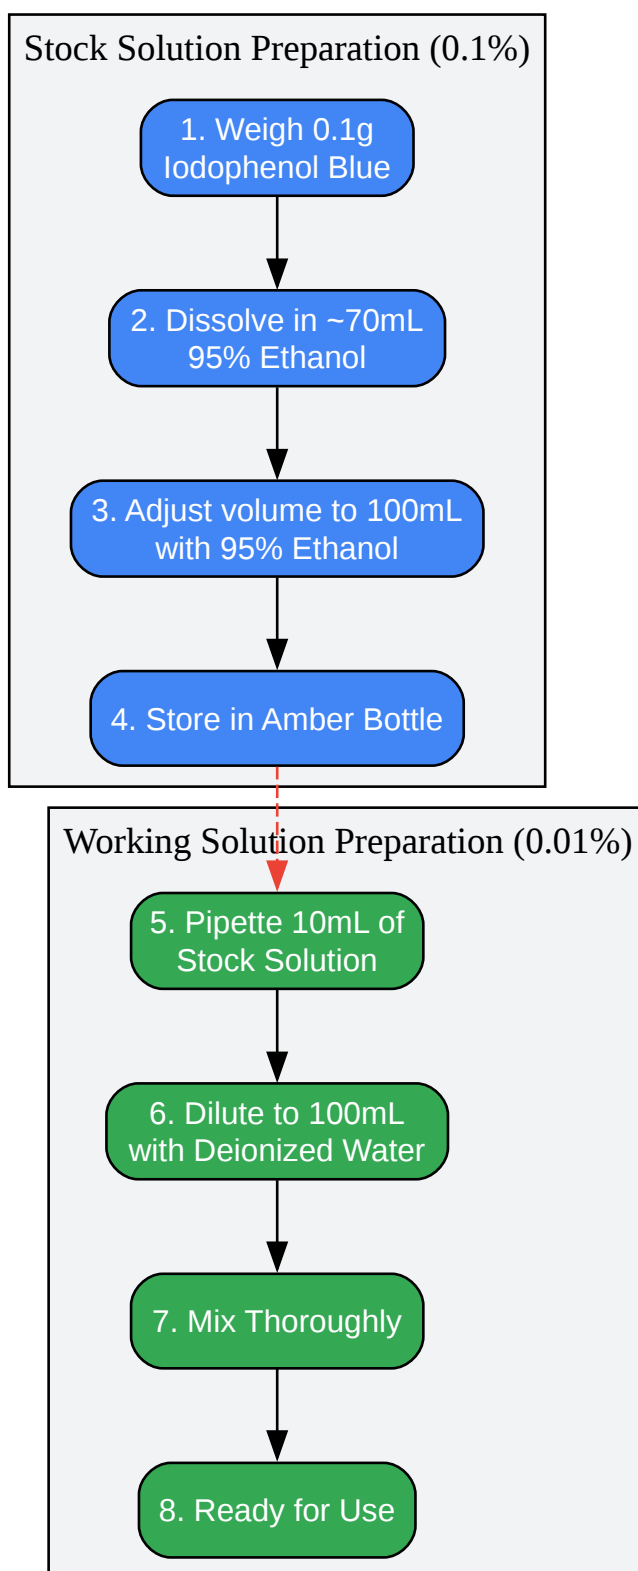 Stock Solution Preparation (0.1%)
1. Weigh 0.1g
Iodophenol Blue
2. Dissolve in ~70mL
95% Ethanol
3. Adjust volume to 100mL
with 95% Ethanol
4. Store in Amber Bottle
Working Solution Preparation (0.01%)
5. Pipette 10mL of
Stock Solution
6. Dilute to 100mL
with Deionized Water
7. Mix Thoroughly
8. Ready for Use